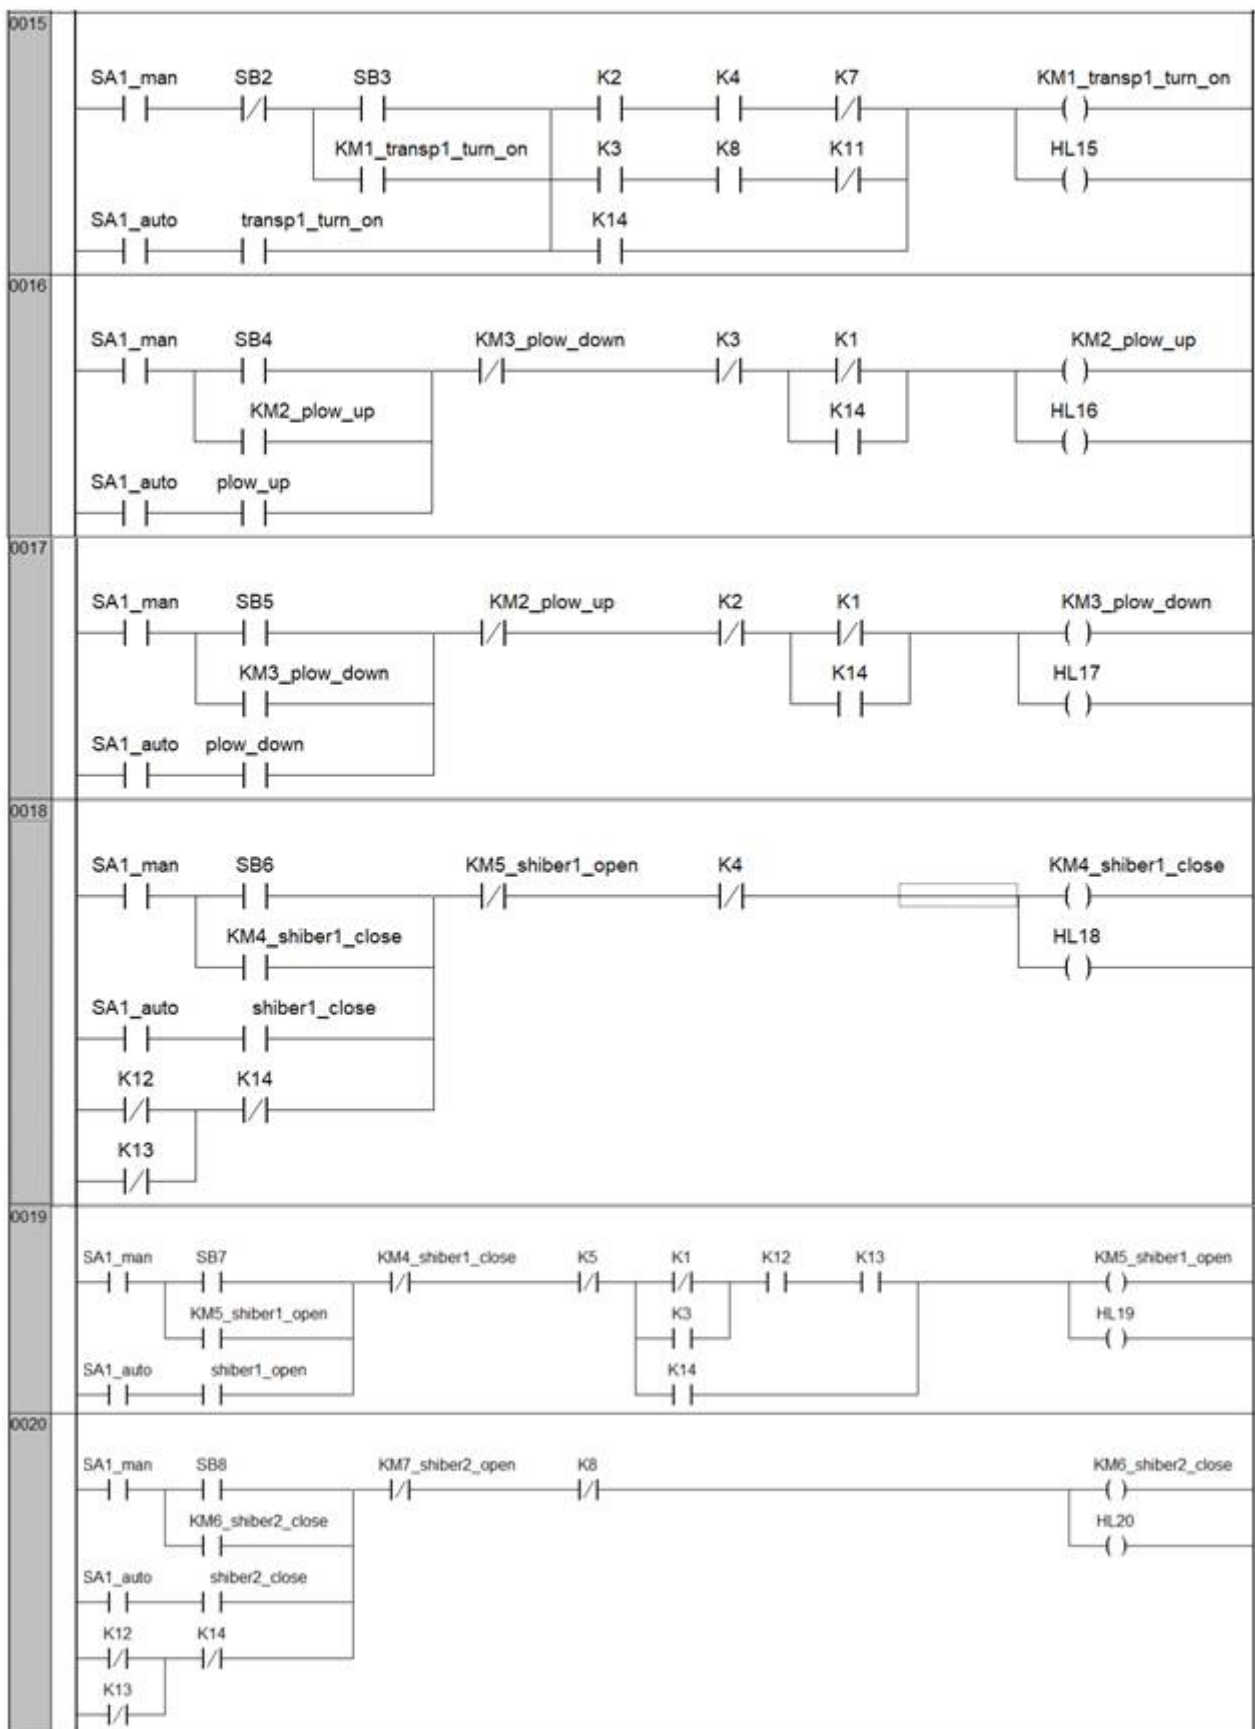 0015
SA1_man SB2 SB3 K2 K4 K7 KM1_transp1_turn_on
KM1_transp1_turn_on K3 K8 K11 HL15
SA1_auto transp1_turn_on K14
0016
SA1_man SB4 KM3_plow_down K3 K1 KM2_plow_up
KM2_plow_up K14 HL16
SA1_auto plow_up
0017
SA1_man SB5 KM2_plow_up K2 K1 KM3_plow_down
KM3_plow_down K14 HL17
SA1_auto plow_down
0018
SA1_man SB6 KM5_shiber1_open K4 KM4_shiber1_close
KM4_shiber1_close HL18
SA1_auto shiber1_close
K12 K14
K13
0019
SA1_man SB7 KM4_shiber1_close K5 K1 K12 K13 KM5_shiber1_open
KM5_shiber1_open K3 HL19
SA1_auto shiber1_open K14
0020
SA1_man SB8 KM7_shiber2_open K8 KM6_shiber2_close
KM6_shiber2_close HL20
SA1_auto shiber2_close
K12 K14
K13